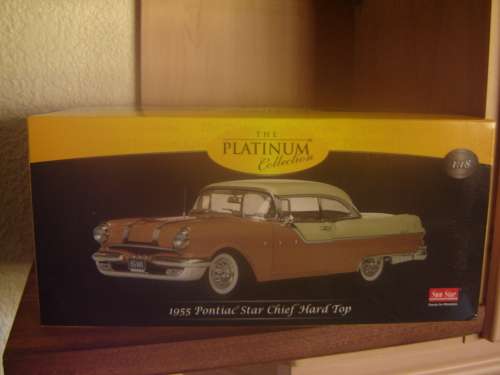 THE
PLATINUM
Collection
1:18
1955 Pontiac Star Chief Hard Top
Sun Star